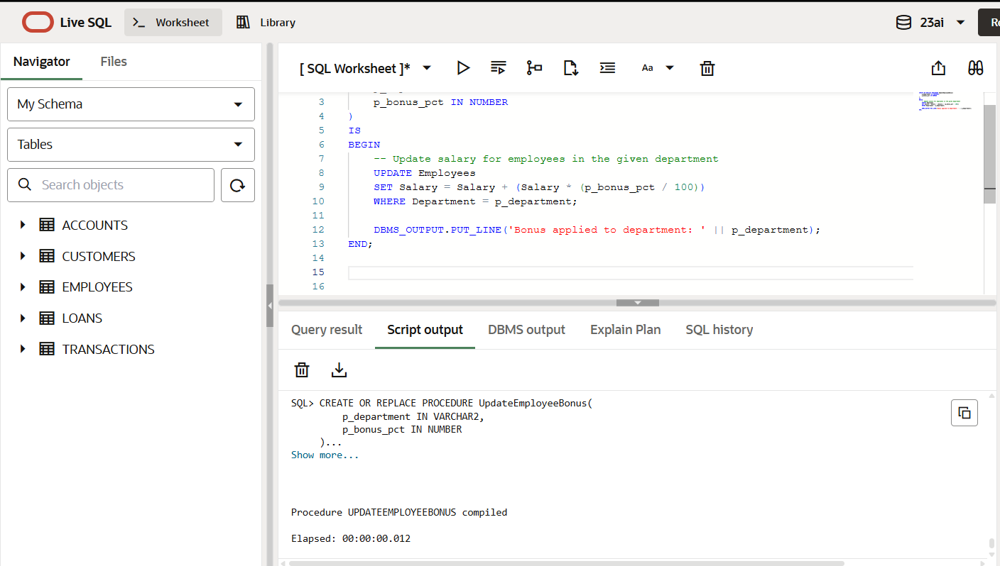 Live SQL
>_ Worksheet
Library
23ai
Re
Navigator
Files
My Schema
Tables
Search objects
ACCOUNTS
CUSTOMERS
EMPLOYEES
LOANS
TRANSACTIONS
[ SQL Worksheet ]*
Aa
3 p_bonus_pct IN NUMBER
4 )
5 IS
6 BEGIN
7 -- Update salary for employees in the given department
8 UPDATE Employees
9 SET Salary = Salary + (Salary * (p_bonus_pct / 100))
10 WHERE Department = p_department;
11
12 DBMS_OUTPUT.PUT_LINE('Bonus applied to department: ' || p_department);
13 END;
14
15
16
Query result
Script output
DBMS output
Explain Plan
SQL history
SQL> CREATE OR REPLACE PROCEDURE UpdateEmployeeBonus(
p_department IN VARCHAR2,
p_bonus_pct IN NUMBER
)...
Show more...
Procedure UPDATEEMPLOYEEBONUS compiled
Elapsed: 00:00:00.012